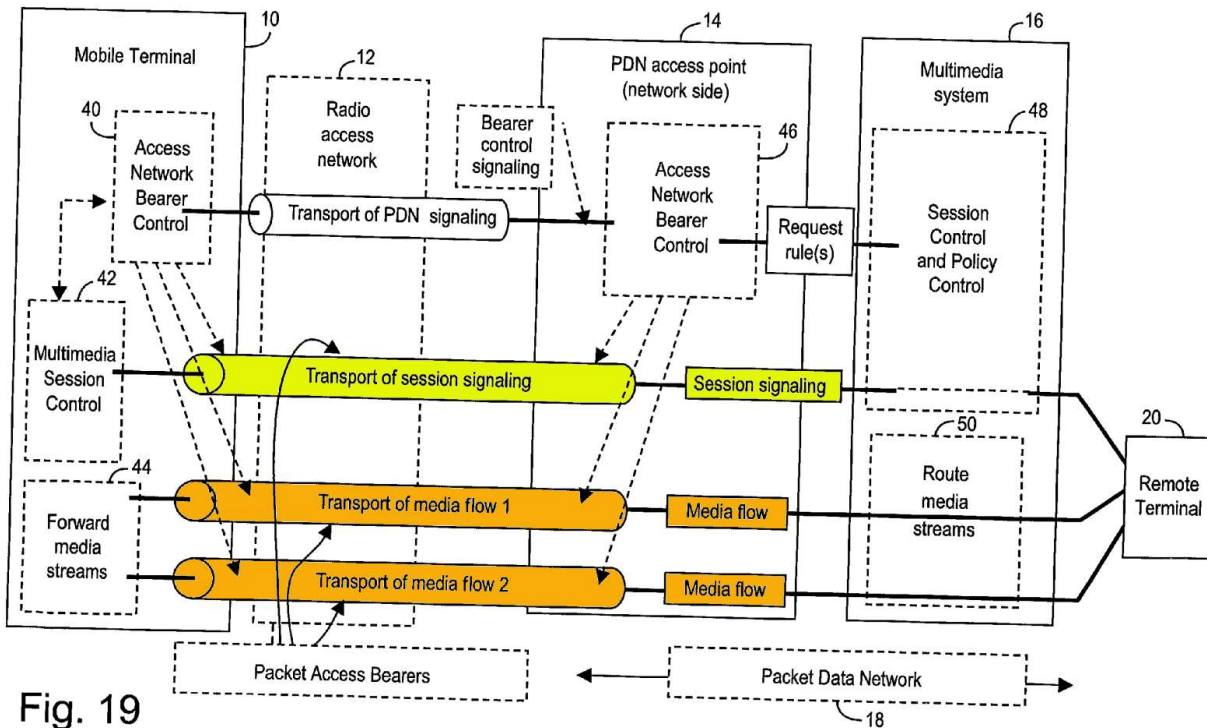 10
14
16
Mobile Terminal
12
PDN access point
(network side)
Multimedia
system
40
Radio
access
network
Bearer
control
signaling
46
48
Access
Network
Bearer
Control
Access
Network
Bearer
Control
Transport of PDN signaling
Request
rule(s)
Session
Control
and Policy
Control
42
Multimedia
Session
Control
Transport of session signaling
Session signaling
50
20
44
Forward
media
streams
Transport of media flow 1
Media flow
Route
media
streams
Remote
Terminal
Transport of media flow 2
Media flow
Packet Access Bearers
Packet Data Network
18
Fig. 19